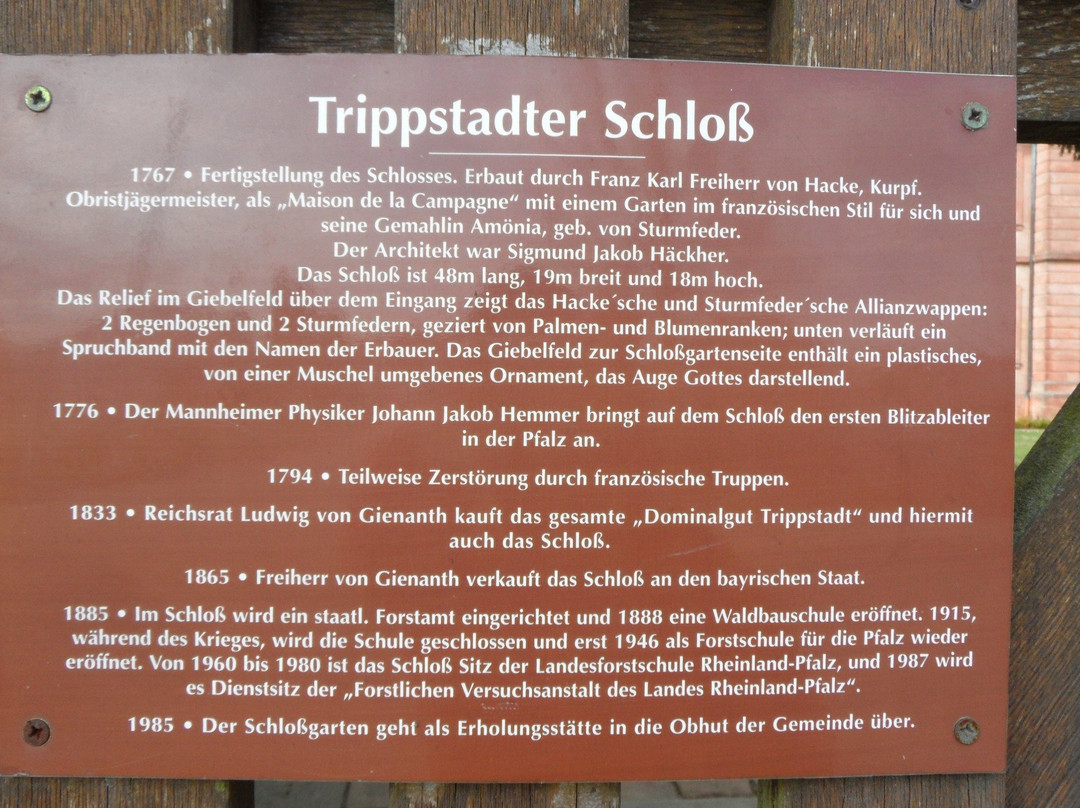 Trippstadter Schloß
1767 • Fertigstellung des Schlosses. Erbaut durch Franz Karl Freiherr von Hacke, Kurpf.
Obristjägermeister, als „Maison de la Campagne“ mit einem Garten im französischen Stil für sich und
seine Gemahlin Amönia, geb. von Sturmfeder.
Der Architekt war Sigmund Jakob Häckher.
Das Schloß ist 48m lang, 19m breit und 18m hoch.
Das Relief im Giebelfeld über dem Eingang zeigt das Hacke´sche und Sturmfeder´sche Allianzwappen:
2 Regenbogen und 2 Sturmfedern, geziert von Palmen- und Blumenranken; unten verläuft ein
Spruchband mit den Namen der Erbauer. Das Giebelfeld zur Schloßgartenseite enthält ein plastisches,
von einer Muschel umgebenes Ornament, das Auge Gottes darstellend.
1776 • Der Mannheimer Physiker Johann Jakob Hemmer bringt auf dem Schloß den ersten Blitzableiter
in der Pfalz an.
1794 • Teilweise Zerstörung durch französische Truppen.
1833 • Reichsrat Ludwig von Gienanth kauft das gesamte „Dominalgut Trippstadt“ und hiermit
auch das Schloß.
1865 • Freiherr von Gienanth verkauft das Schloß an den bayrischen Staat.
1885 • Im Schloß wird ein staatl. Forstamt eingerichtet und 1888 eine Waldbauschule eröffnet. 1915,
während des Krieges, wird die Schule geschlossen und erst 1946 als Forstschule für die Pfalz wieder
eröffnet. Von 1960 bis 1980 ist das Schloß Sitz der Landesforstschule Rheinland-Pfalz, und 1987 wird
es Dienstsitz der „Forstlichen Versuchsanstalt des Landes Rheinland-Pfalz“.
1985 • Der Schloßgarten geht als Erholungsstätte in die Obhut der Gemeinde über.